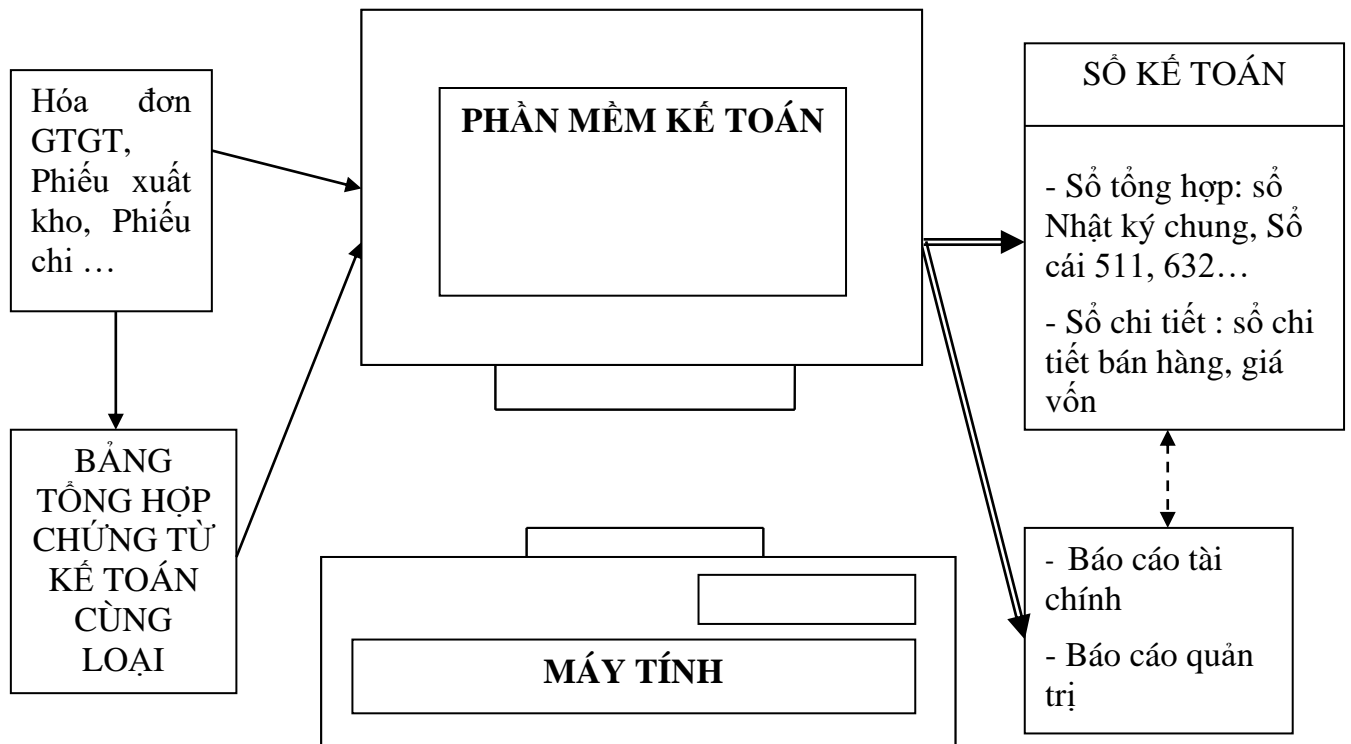 Hóa đơn
GTGT,
Phiếu xuất
kho, Phiếu
chi …
BẢNG
TỔNG HỢP
CHỨNG TỪ
KẾ TOÁN
CÙNG
LOẠI
PHẦN MỀM KẾ TOÁN
MÁY TÍNH
SỔ KẾ TOÁN
- Sổ tổng hợp: sổ
Nhật ký chung, Sổ
cái 511, 632…
- Sổ chi tiết : sổ chi
tiết bán hàng, giá
vốn
- Báo cáo tài
chính
- Báo cáo quản
trị